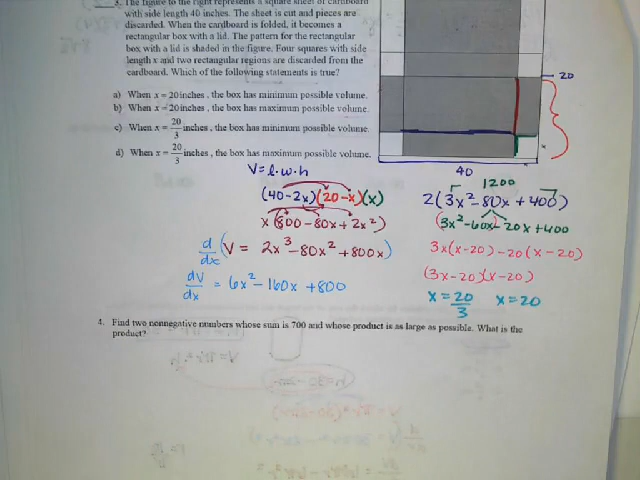 3. The figure to the right represents a square sheet of cardboard
with side length 40 inches. The sheet is cut and pieces are
discarded. When the cardboard is folded, it becomes a
rectangular box with a lid. The pattern for the rectangular
box with a lid is shaded in the figure. Four squares with side
length x and two rectangular regions are discarded from the
cardboard. Which of the following statements is true?
a) When x = 20 inches, the box has minimum possible volume.
b) When x = 20 inches, the box has maximum possible volume.
c) When x = 20/3 inches, the box has minimum possible volume.
d) When x = 20/3 inches, the box has maximum possible volume.
20
40
V = l·w·h
(40-2x)(20-x)(x)
x(800-80x+2x²)
d/dx (V = 2x³-80x²+800x)
dV/dx = 6x²-160x+800
1200
2(3x²-80x+400)
(3x²-60x)-20x+400
3x(x-20)-20(x-20)
(3x-20)(x-20)
x = 20/3 x = 20
4. Find two nonnegative numbers whose sum is 700 and whose product is as large as possible. What is the
product?